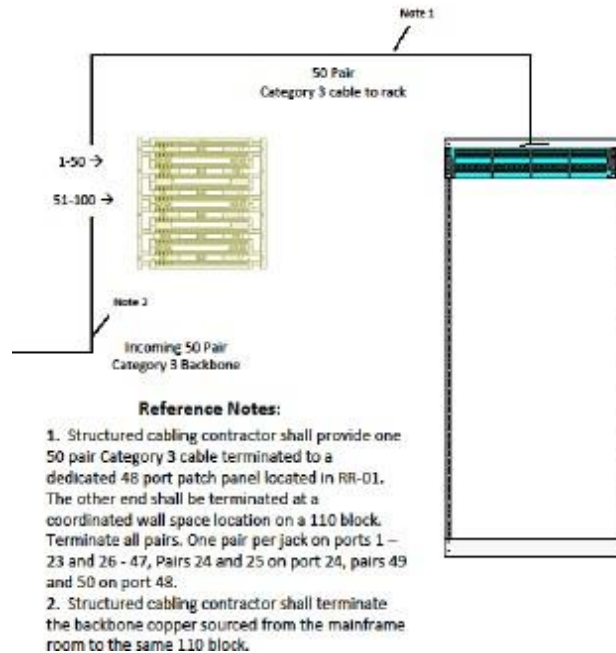 Note 1
50 Pair
Category 3 cable to rack
1-50 →
51-100 →
Note 2
Incoming 50 Pair
Category 3 Backbone
Reference Notes:
1. Structured cabling contractor shall provide one
50 pair Category 3 cable terminated to a
dedicated 48 port patch panel located in RR-01.
The other end shall be terminated at a
coordinated wall space location on a 110 block.
Terminate all pairs. One pair per jack on ports 1 –
23 and 26 - 47, Pairs 24 and 25 on port 24, pairs 49
and 50 on port 48.
2. Structured cabling contractor shall terminate
the backbone copper sourced from the mainframe
room to the same 110 block.